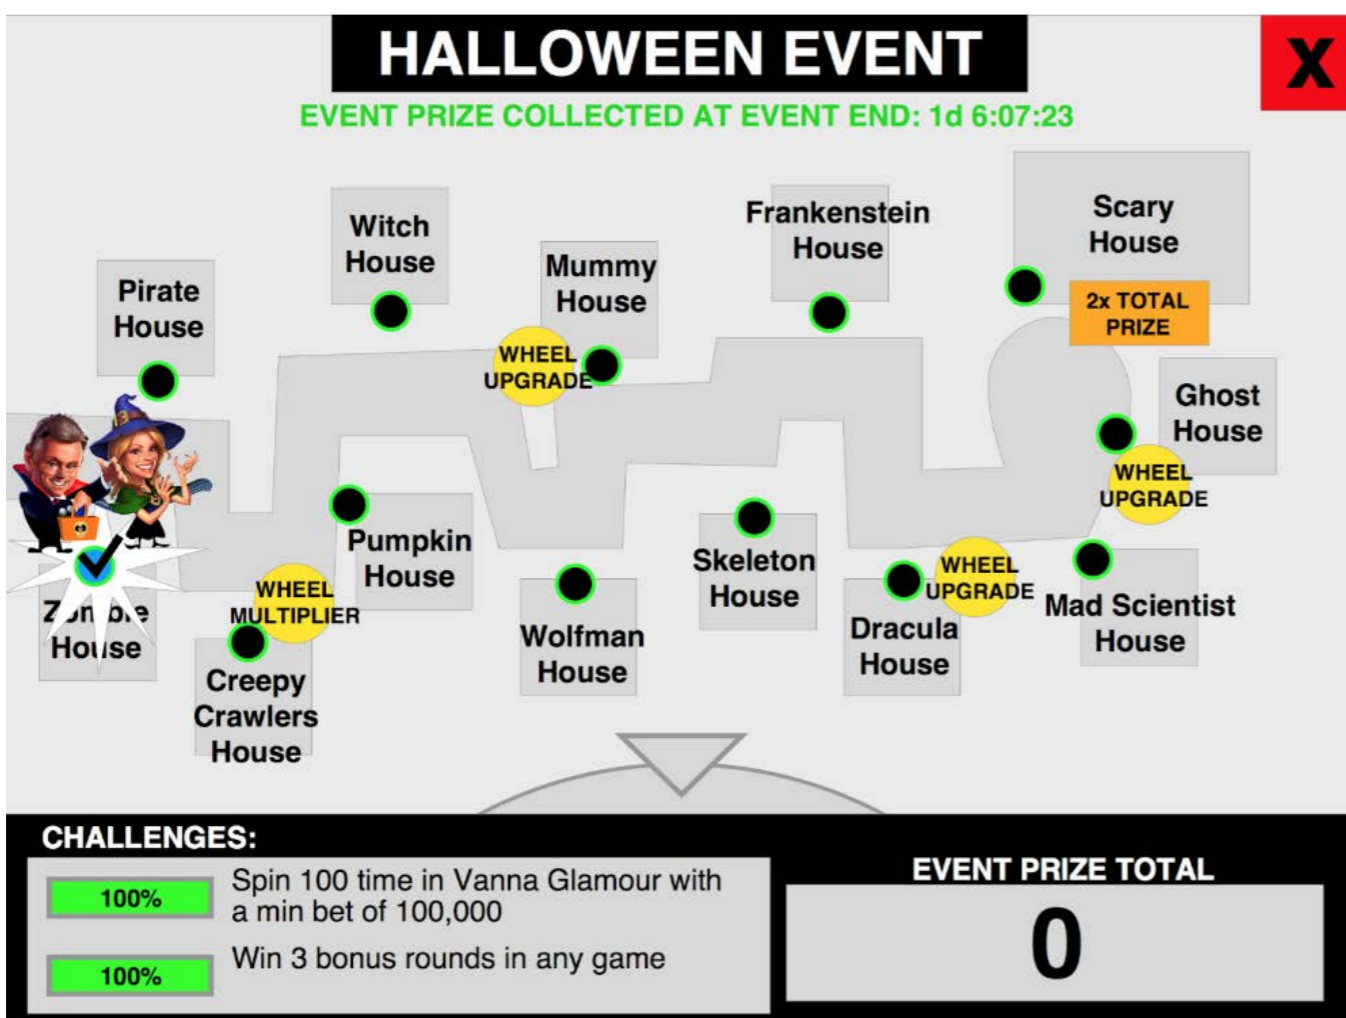 HALLOWEEN EVENT
X
EVENT PRIZE COLLECTED AT EVENT END: 1d 6:07:23
Pirate
House
Witch
House
Mummy
House
Frankenstein
House
Scary
House
2x TOTAL
PRIZE
WHEEL
UPGRADE
Ghost
House
WHEEL
UPGRADE
Zombie
House
WHEEL
MULTIPLIER
Creepy
Crawlers
House
Pumpkin
House
Wolfman
House
Skeleton
House
Dracula
House
WHEEL
UPGRADE
Mad Scientist
House
CHALLENGES:
100%
Spin 100 time in Vanna Glamour with
a min bet of 100,000
100%
Win 3 bonus rounds in any game
EVENT PRIZE TOTAL
0